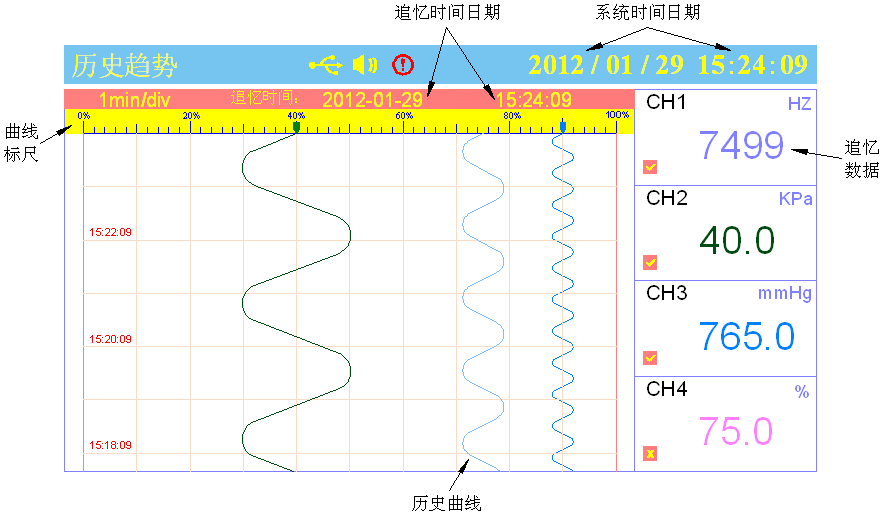 追忆时间日期
系统时间日期
历史趋势
2012 / 01 / 29 15:24:09
1min/div 追忆时间: 2012-01-29 15:24:09
0% 20% 40% 60% 80% 100%
曲线
标尺
CH1 HZ
7499
追忆
数据
CH2 KPa
40.0
15:22:09
CH3 mmHg
765.0
15:20:09
CH4 %
75.0
15:18:09
历史曲线